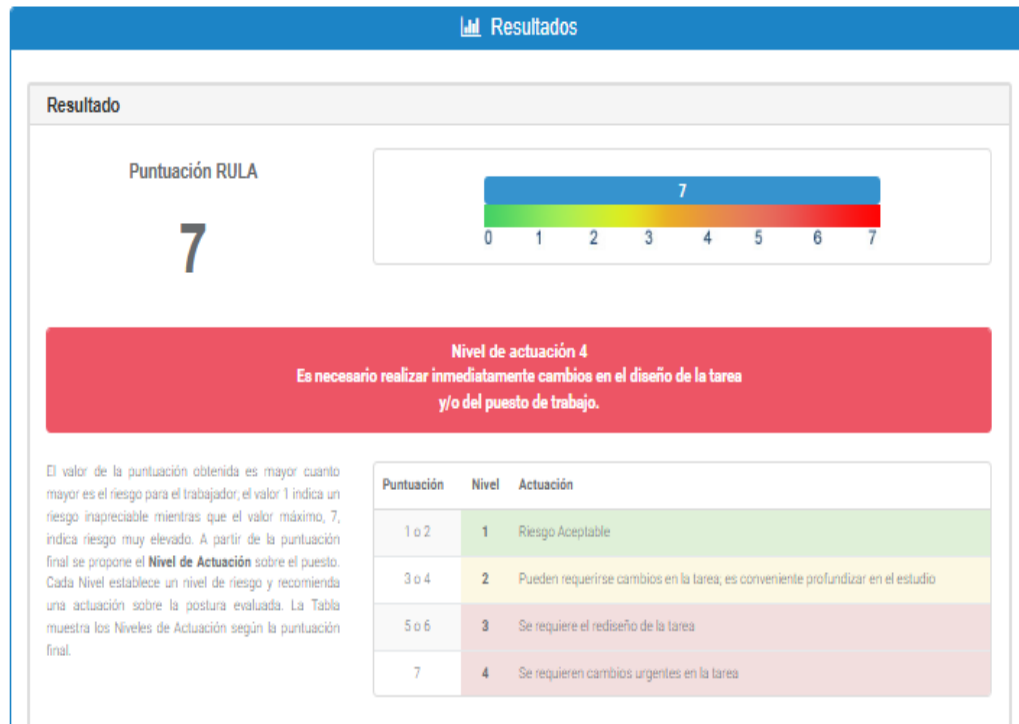 Resultados
Resultado
Puntuación RULA
7
7
0 1 2 3 4 5 6 7
Nivel de actuación 4
Es necesario realizar inmediatamente cambios en el diseño de la tarea
y/o del puesto de trabajo.
El valor de la puntuación obtenida es mayor cuanto
mayor es el riesgo para el trabajador; el valor 1 indica un
riesgo inapreciable mientras que el valor máximo, 7,
indica riesgo muy elevado. A partir de la puntuación
final se propone el Nivel de Actuación sobre el puesto.
Cada Nivel establece un nivel de riesgo y recomienda
una actuación sobre la postura evaluada. La Tabla
muestra los Niveles de Actuación según la puntuación
final.
Puntuación Nivel Actuación
1 o 2 1 Riesgo Aceptable
3 o 4 2 Pueden requerirse cambios en la tarea; es conveniente profundizar en el estudio
5 o 6 3 Se requiere el rediseño de la tarea
7 4 Se requieren cambios urgentes en la tarea